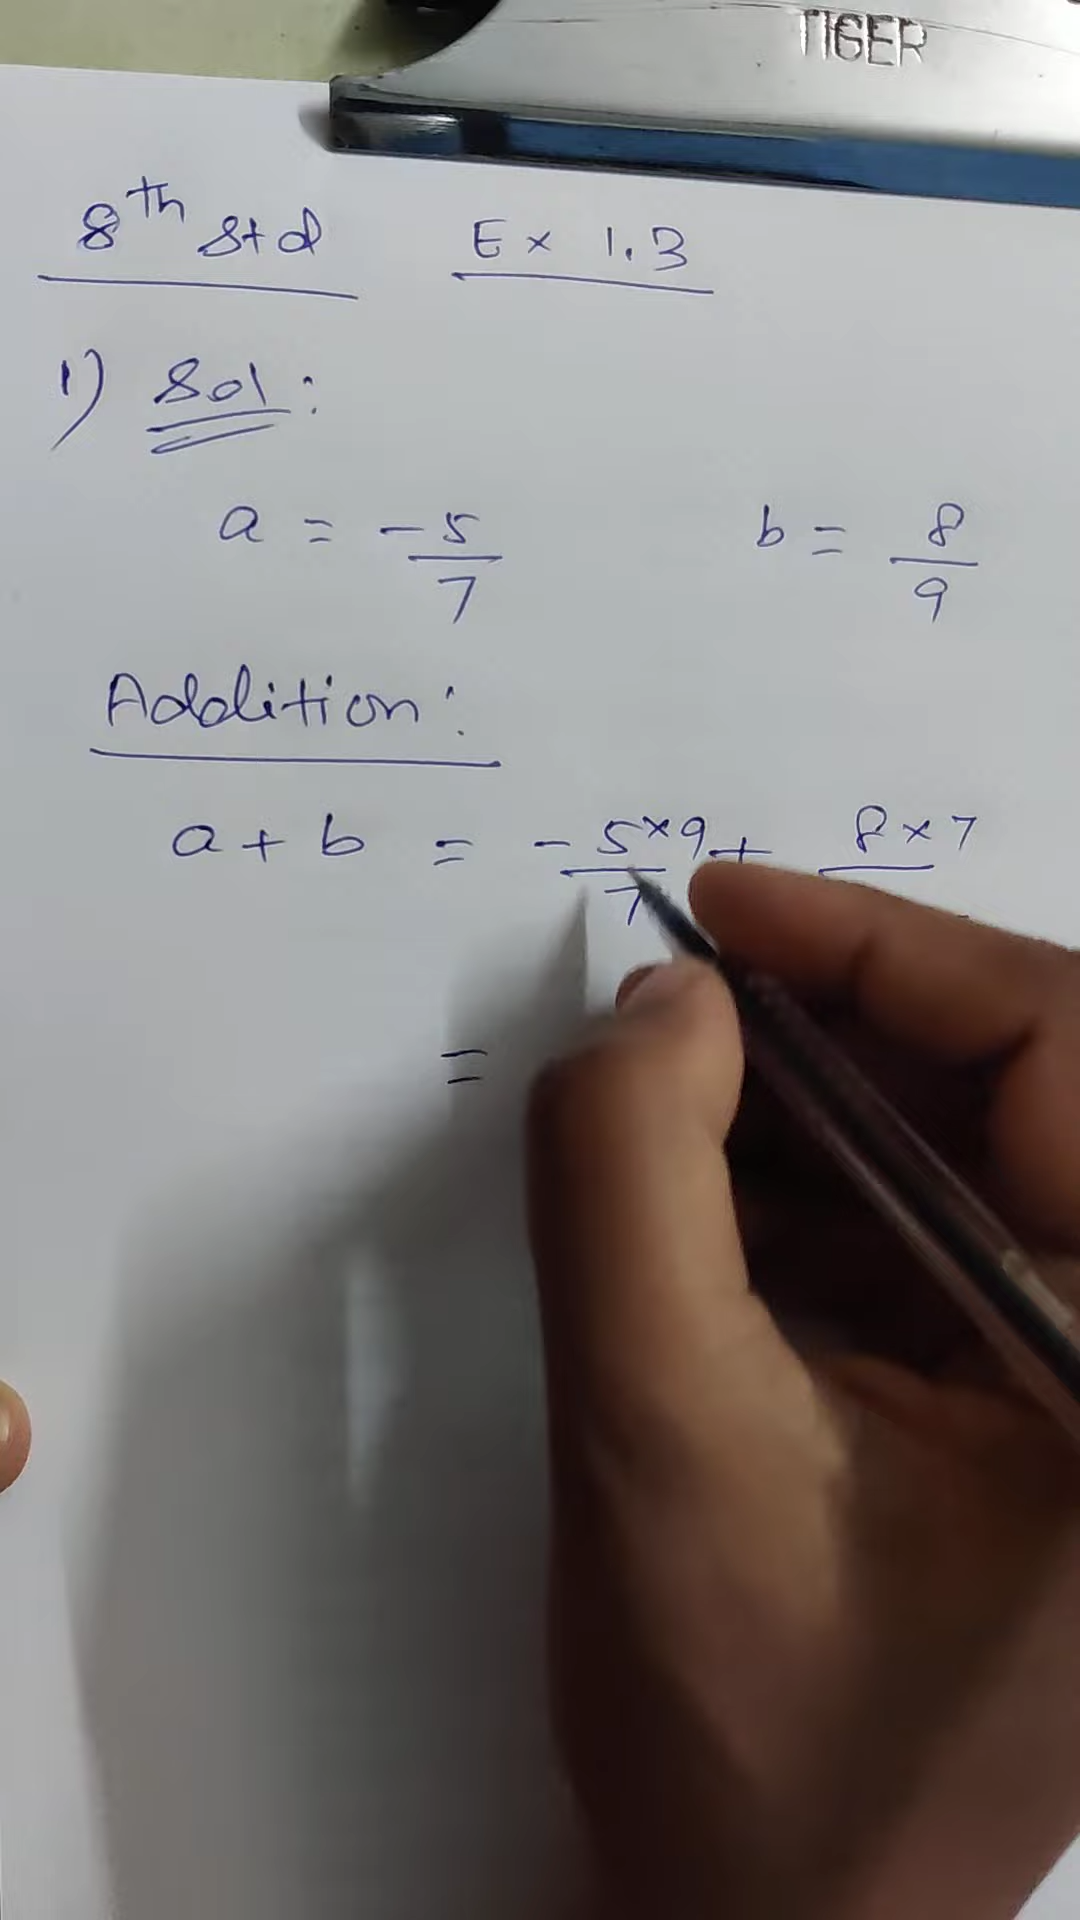 TIGER
8th std Ex 1.3
1) Sol:
a = -5/7 b = 8/9
Addition:
a + b = -5×9/7 + 8×7
=